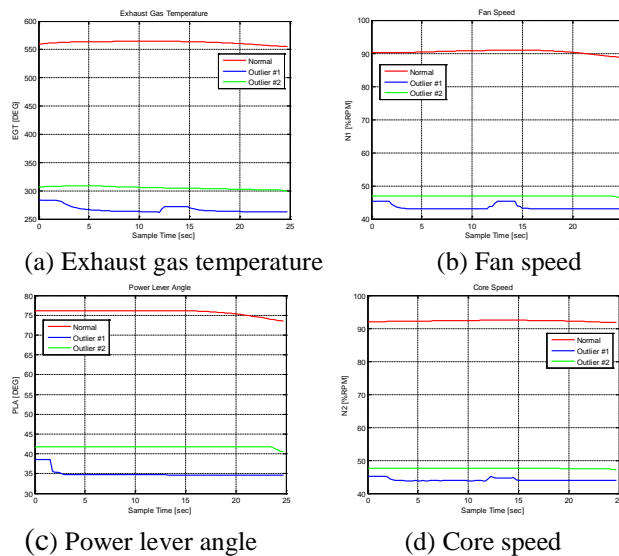 Exhaust Gas Temperature
600
550
500
450
400
350
300
250
EGT [DEG]
Normal
Outlier #1
Outlier #2
0 5 10 15 20 25
Sample Time [sec]
(a) Exhaust gas temperature
Fan Speed
100
90
80
70
60
50
40
N1 [%RPM]
Normal
Outlier #1
Outlier #2
0 5 10 15 20
Sample Time [sec]
(b) Fan speed
Power Lever Angle
80
75
70
65
60
55
50
45
40
35
30
PLA [DEG]
Normal
Outlier #1
Outlier #2
0 5 10 15 20 25
Sample Time [sec]
(c) Power lever angle
Core Speed
100
90
80
70
60
50
40
N2 [%RPM]
Normal
Outlier #1
Outlier #2
0 5 10 15 20 25
Sample Time [sec]
(d) Core speed